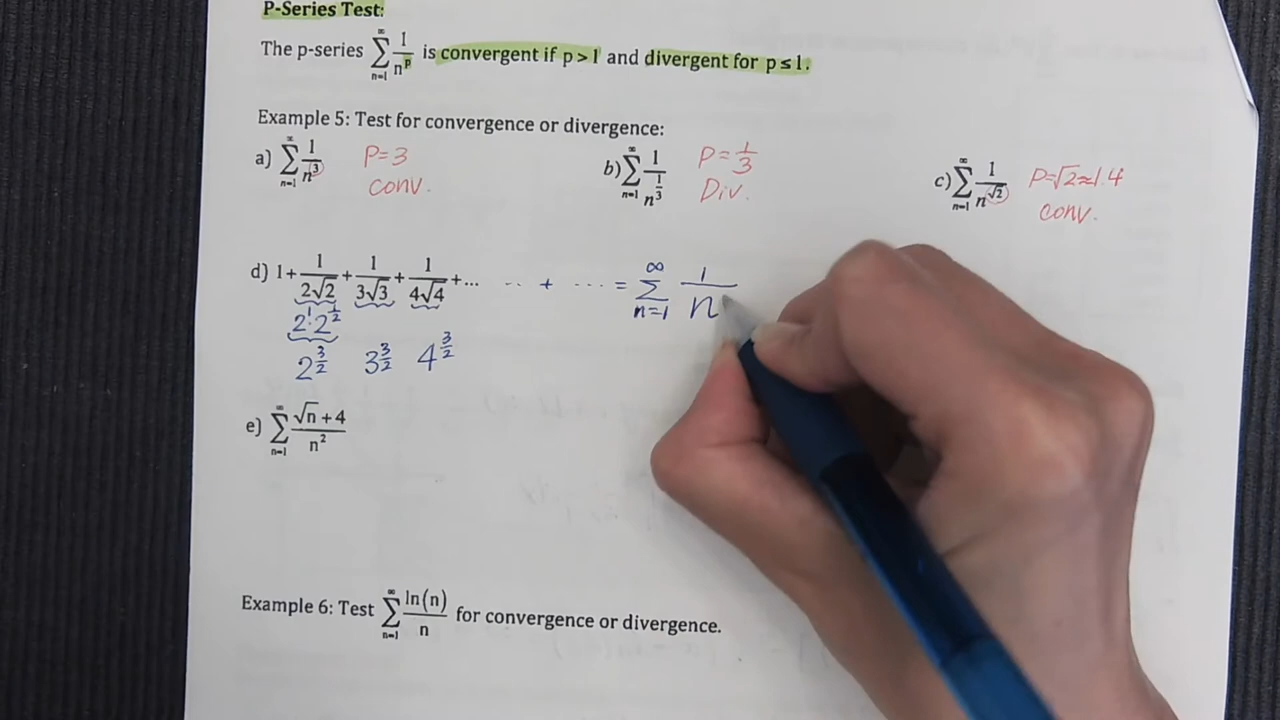 P-Series Test:
The p-series ∑_{n=1}^{∞} 1/n^p is convergent if p > 1 and divergent for p ≤ 1.
Example 5: Test for convergence or divergence:
a) ∑_{n=1}^{∞} 1/n^3 P=3 conv.
b) ∑_{n=1}^{∞} 1/n^{1/3} P=1/3 Div.
c) ∑_{n=1}^{∞} 1/n^{√2} P=√2≈1.4 conv.
d) 1+ 1/(2√2) + 1/(3√3) + 1/(4√4) +... ·· + ··· = ∑_{n=1}^{∞} 1/n
2^1·2^{1/2}
2^{3/2} 3^{3/2} 4^{3/2}
e) ∑_{n=1}^{∞} (√n+4)/n^2
Example 6: Test ∑_{n=1}^{∞} ln(n)/n for convergence or divergence.